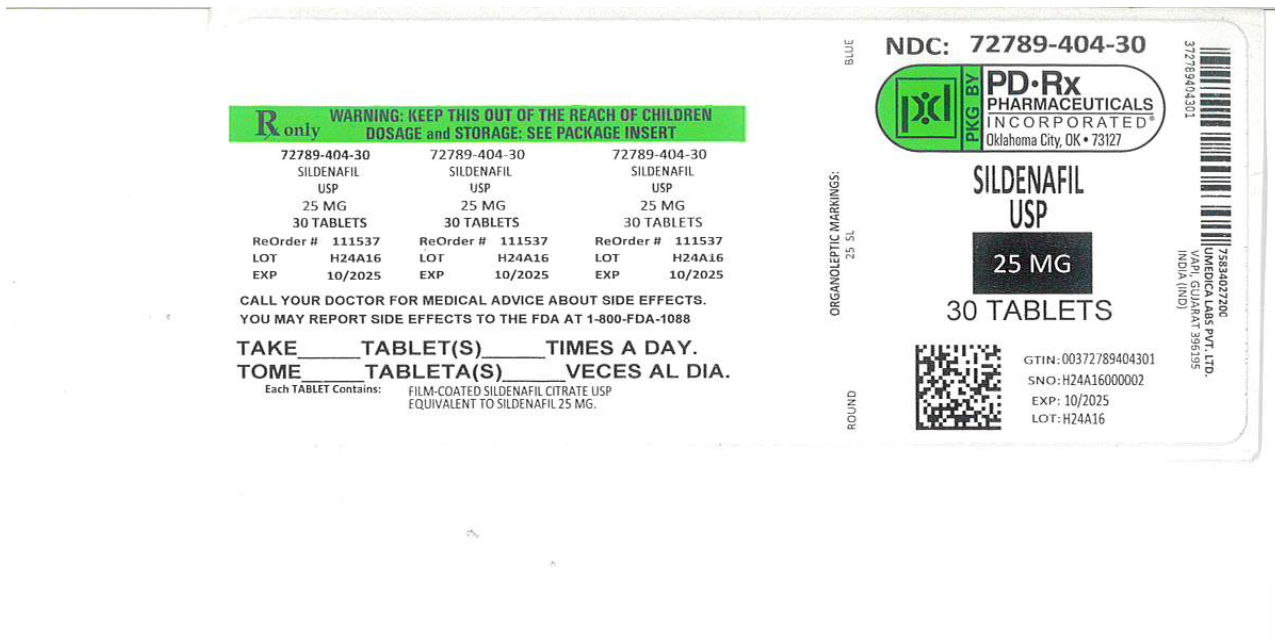 Rx only
WARNING: KEEP THIS OUT OF THE REACH OF CHILDREN
DOSAGE and STORAGE: SEE PACKAGE INSERT
72789-404-30 72789-404-30 72789-404-30
SILDENAFIL SILDENAFIL SILDENAFIL
USP USP USP
25 MG 25 MG 25 MG
30 TABLETS 30 TABLETS 30 TABLETS
ReOrder # 111537 ReOrder # 111537 ReOrder # 111537
LOT H24A16 LOT H24A16 LOT H24A16
EXP 10/2025 EXP 10/2025 EXP 10/2025
CALL YOUR DOCTOR FOR MEDICAL ADVICE ABOUT SIDE EFFECTS.
YOU MAY REPORT SIDE EFFECTS TO THE FDA AT 1-800-FDA-1088
TAKE_____TABLET(S)_____TIMES A DAY.
TOME_____TABLETA(S)_____VECES AL DIA.
Each TABLET Contains: FILM-COATED SILDENAFIL CITRATE USP
EQUIVALENT TO SILDENAFIL 25 MG.
ORGANOLEPTIC MARKINGS:
ROUND 25 SL BLUE
NDC: 72789-404-30
PKG BY
PD·Rx
PHARMACEUTICALS
INCORPORATED®
Oklahoma City, OK • 73127
SILDENAFIL
USP
25 MG
30 TABLETS
GTIN: 00372789404301
SNO: H24A16000002
EXP: 10/2025
LOT: H24A16
372789404301
75834027200
UMEDICA LABS PVT. LTD.
VAPI, GUJARAT 396195
INDIA (IND)